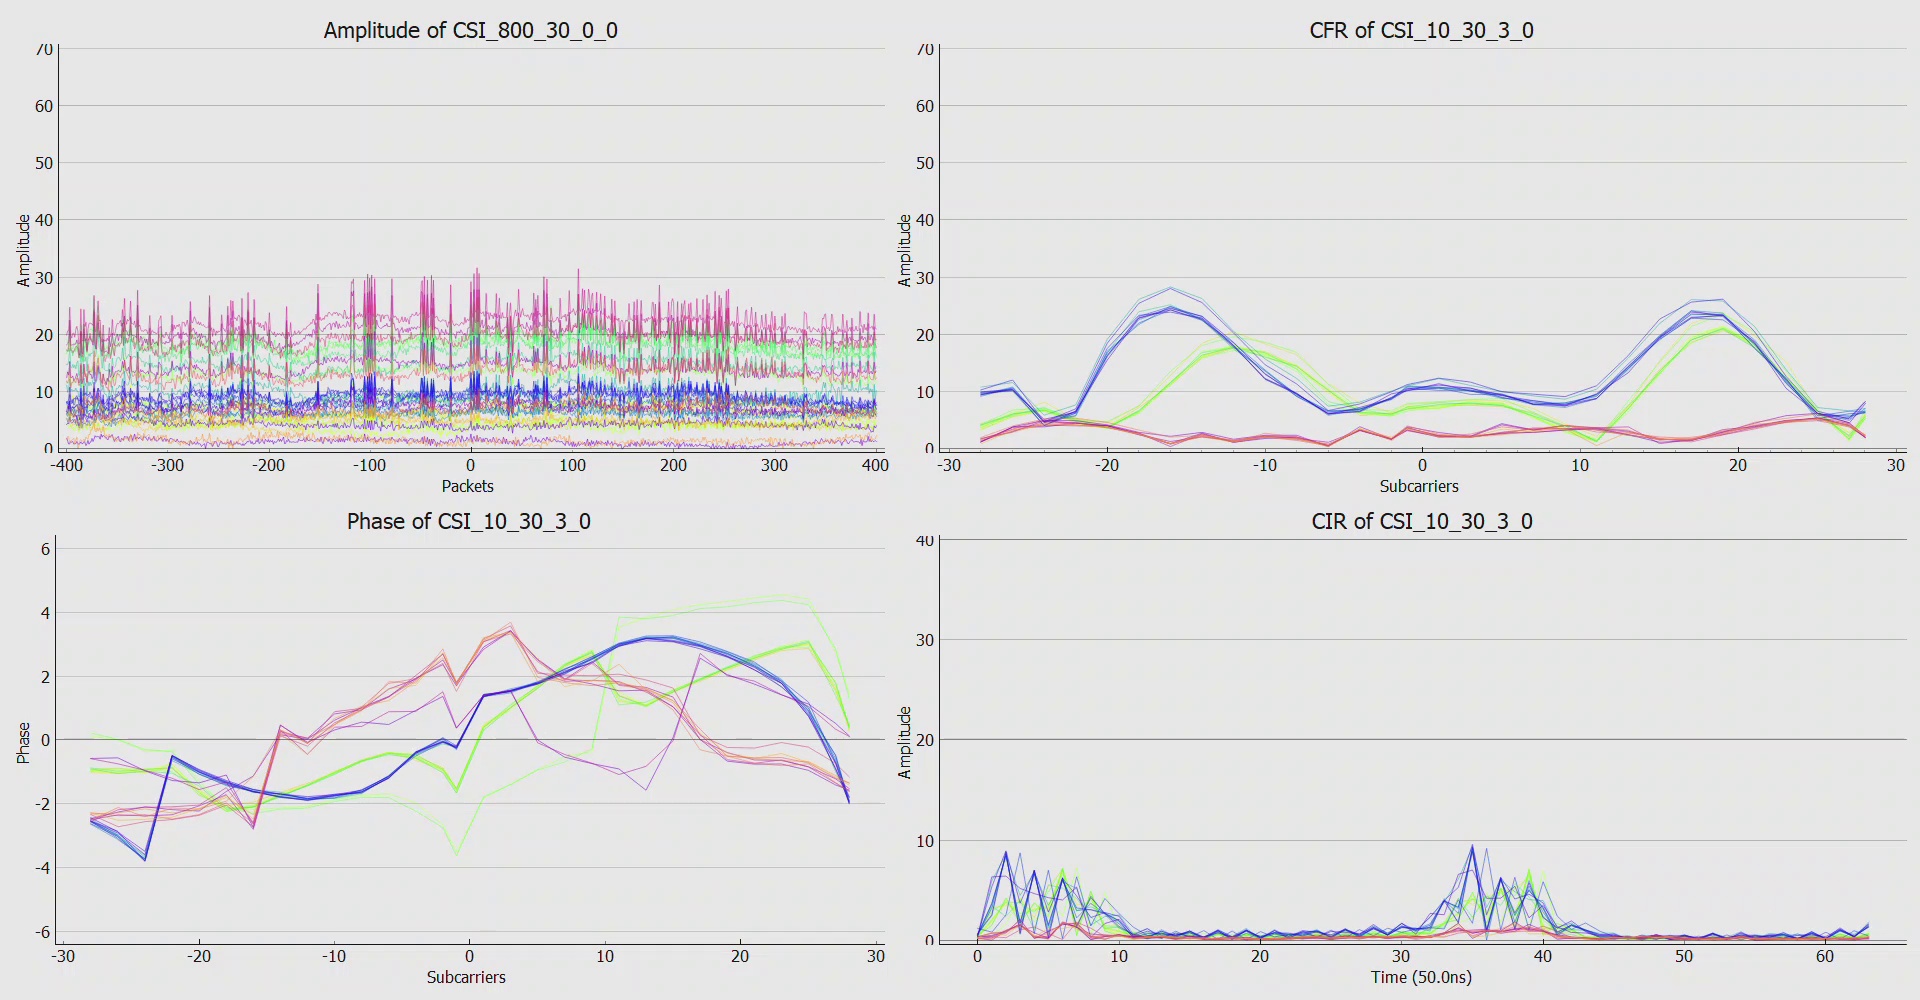 Amplitude of CSI_800_30_0_0
70
60
50
40
30
20
10
0
Amplitude
-400 -300 -200 -100 0 100 200 300 400
Packets
CFR of CSI_10_30_3_0
70
60
50
40
30
20
10
0
Amplitude
-30 -20 -10 0 10 20 30
Subcarriers
Phase of CSI_10_30_3_0
6
4
2
0
-2
-4
-6
Phase
-30 -20 -10 0 10 20 30
Subcarriers
CIR of CSI_10_30_3_0
40
30
20
10
0
Amplitude
0 10 20 30 40 50 60
Time (50.0ns)